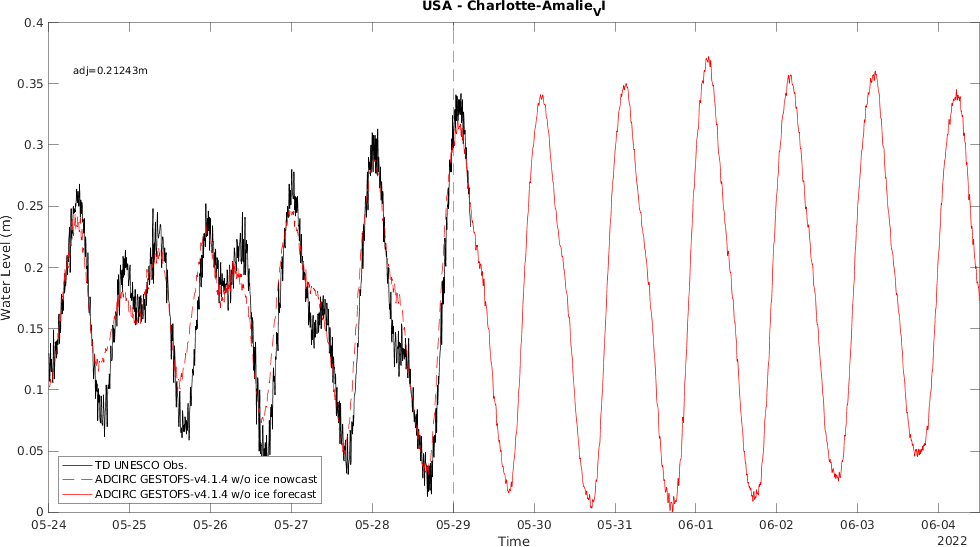 USA - Charlotte-Amalie_VI
0.4
adj=0.21243m
0.35
0.3
0.25
0.2
0.15
0.1
0.05
0
Water Level (m)
TD UNESCO Obs.
ADCIRC GESTOFS-v4.1.4 w/o ice nowcast
ADCIRC GESTOFS-v4.1.4 w/o ice forecast
05-24 05-25 05-26 05-27 05-28 05-29 05-30 05-31 06-01 06-02 06-03 06-04
Time
2022